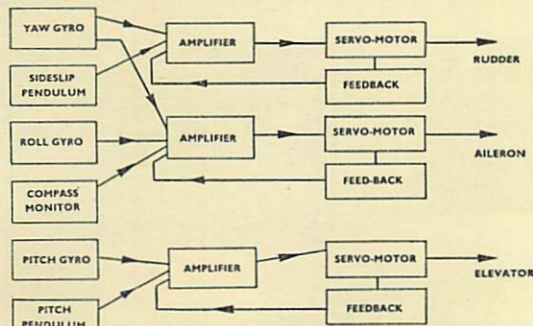 YAW GYRO
AMPLIFIER
SERVO-MOTOR
RUDDER
SIDESLIP
PENDULUM
FEEDBACK
ROLL GYRO
AMPLIFIER
SERVO-MOTOR
AILERON
COMPASS
MONITOR
FEED-BACK
PITCH GYRO
AMPLIFIER
SERVO-MOTOR
ELEVATOR
PITCH
PENDULUM
FEEDBACK